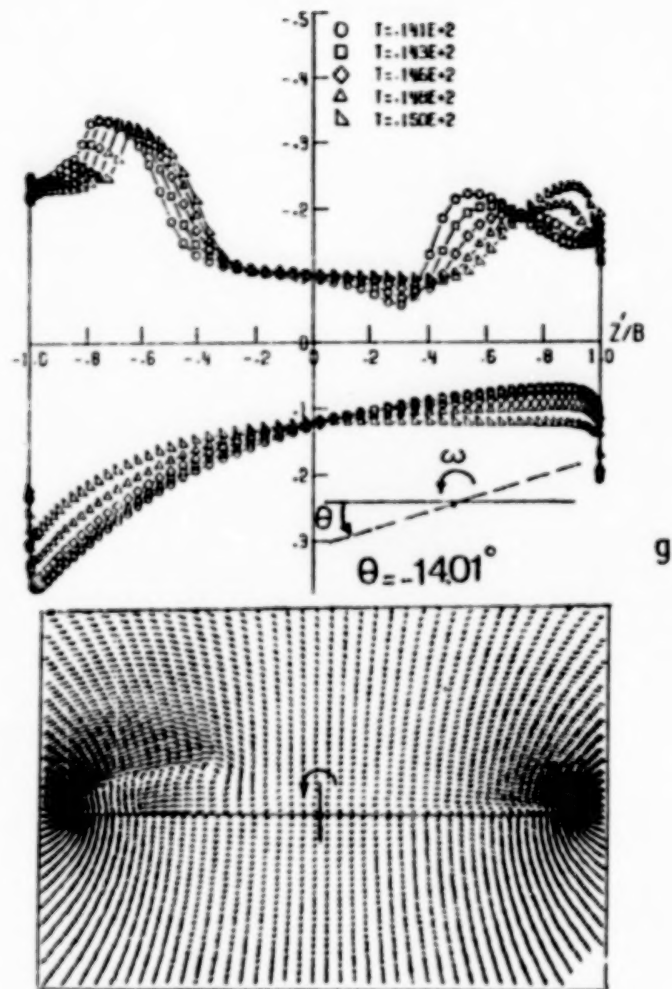 -.5
T=.141E+2
T=.143E+2
-.4
T=.146E+2
T=.148E+2
T=.150E+2
-.3
-.2
-.1
Z'/B
-1.0 -.8 -.6 -.4 -.2 0 .2 .4 .6 .8 1.0
.1
.2
ω
θ
.3
θ=-14.01°
g